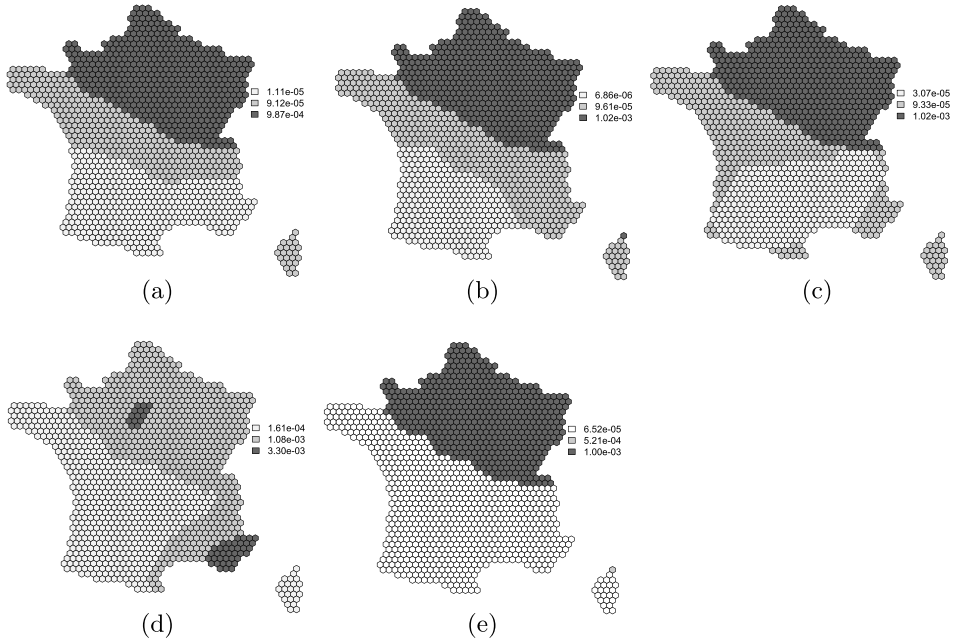 1.11e-05
9.12e-05
9.87e-04
(a)
6.86e-06
9.61e-05
1.02e-03
(b)
3.07e-05
9.33e-05
1.02e-03
(c)
1.61e-04
1.08e-03
3.30e-03
(d)
6.52e-05
5.21e-04
1.00e-03
(e)